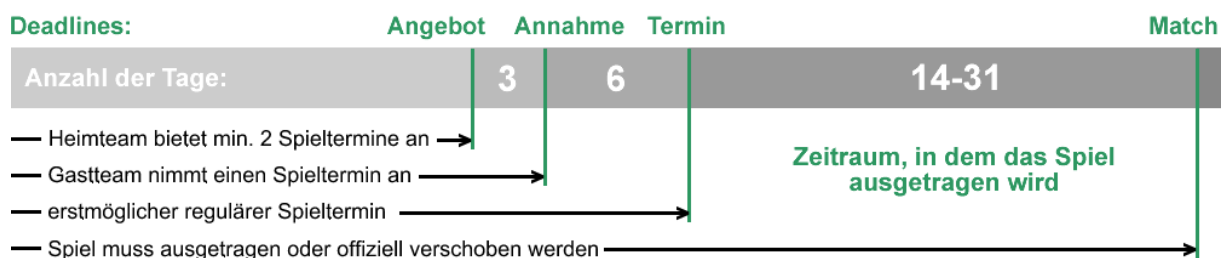 Deadlines: Angebot Annahme Termin Match
Anzahl der Tage: 3 6 14-31
Heimteam bietet min. 2 Spieltermine an
Gastteam nimmt einen Spieltermin an
erstmöglicher regulärer Spieltermin
Spiel muss ausgetragen oder offiziell verschoben werden
Zeitraum, in dem das Spiel
ausgetragen wird